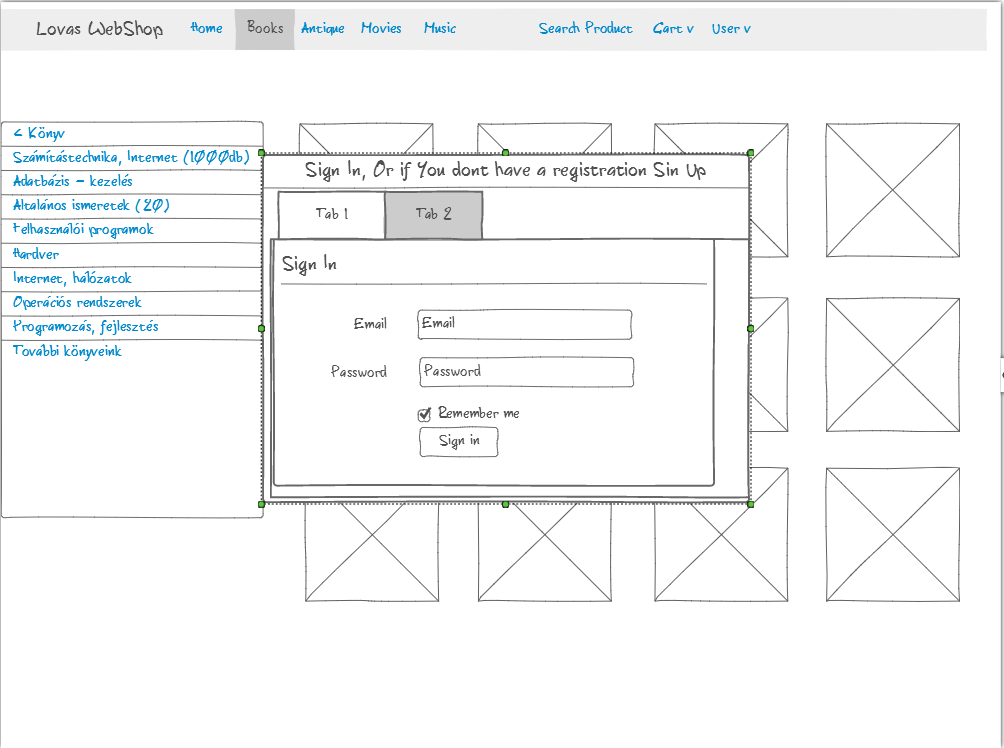 Lovas WebShop Home Books Antique Movies Music Search Product Cart v User v
< Könyv
Számítástechnika, Internet (1000db)
Adatbázis - kezelés
Általános ismeretek (20)
Felhasználói programok
Hardver
Internet, hálózatok
Operációs rendszerek
Programozás, fejlesztés
További könyveink
Sign In, Or if You dont have a registration Sin Up
Tab 1 Tab 2
Sign In
Email Email
Password Password
Remember me
Sign in